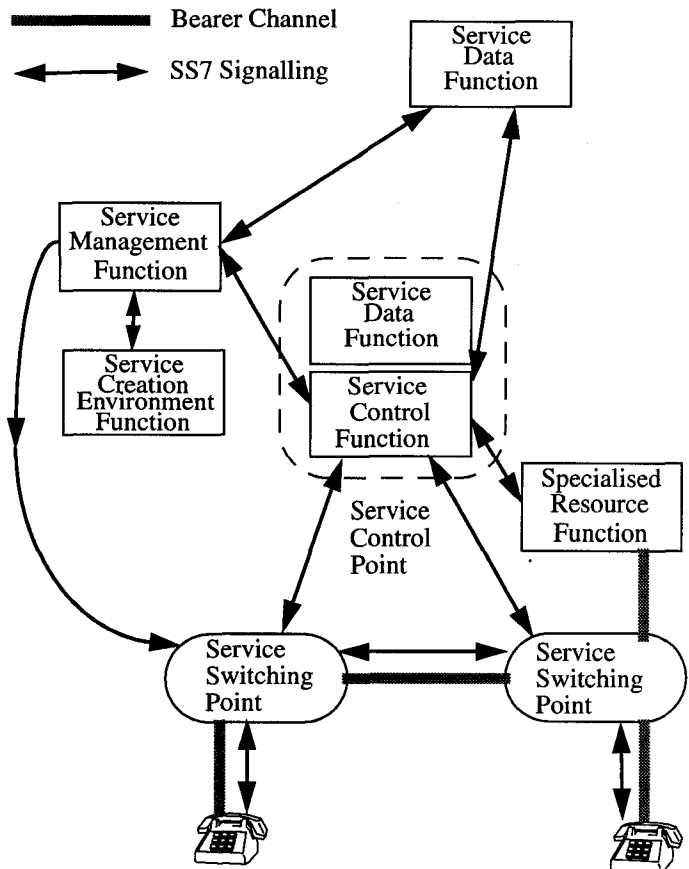 Bearer Channel
SS7 Signalling
Service
Data
Function
Service
Management
Function
Service
Data
Function
Service
Creation
Environment
Function
Service
Control
Function
Specialised
Resource
Function
Service
Control
Point
Service
Switching
Point
Service
Switching
Point